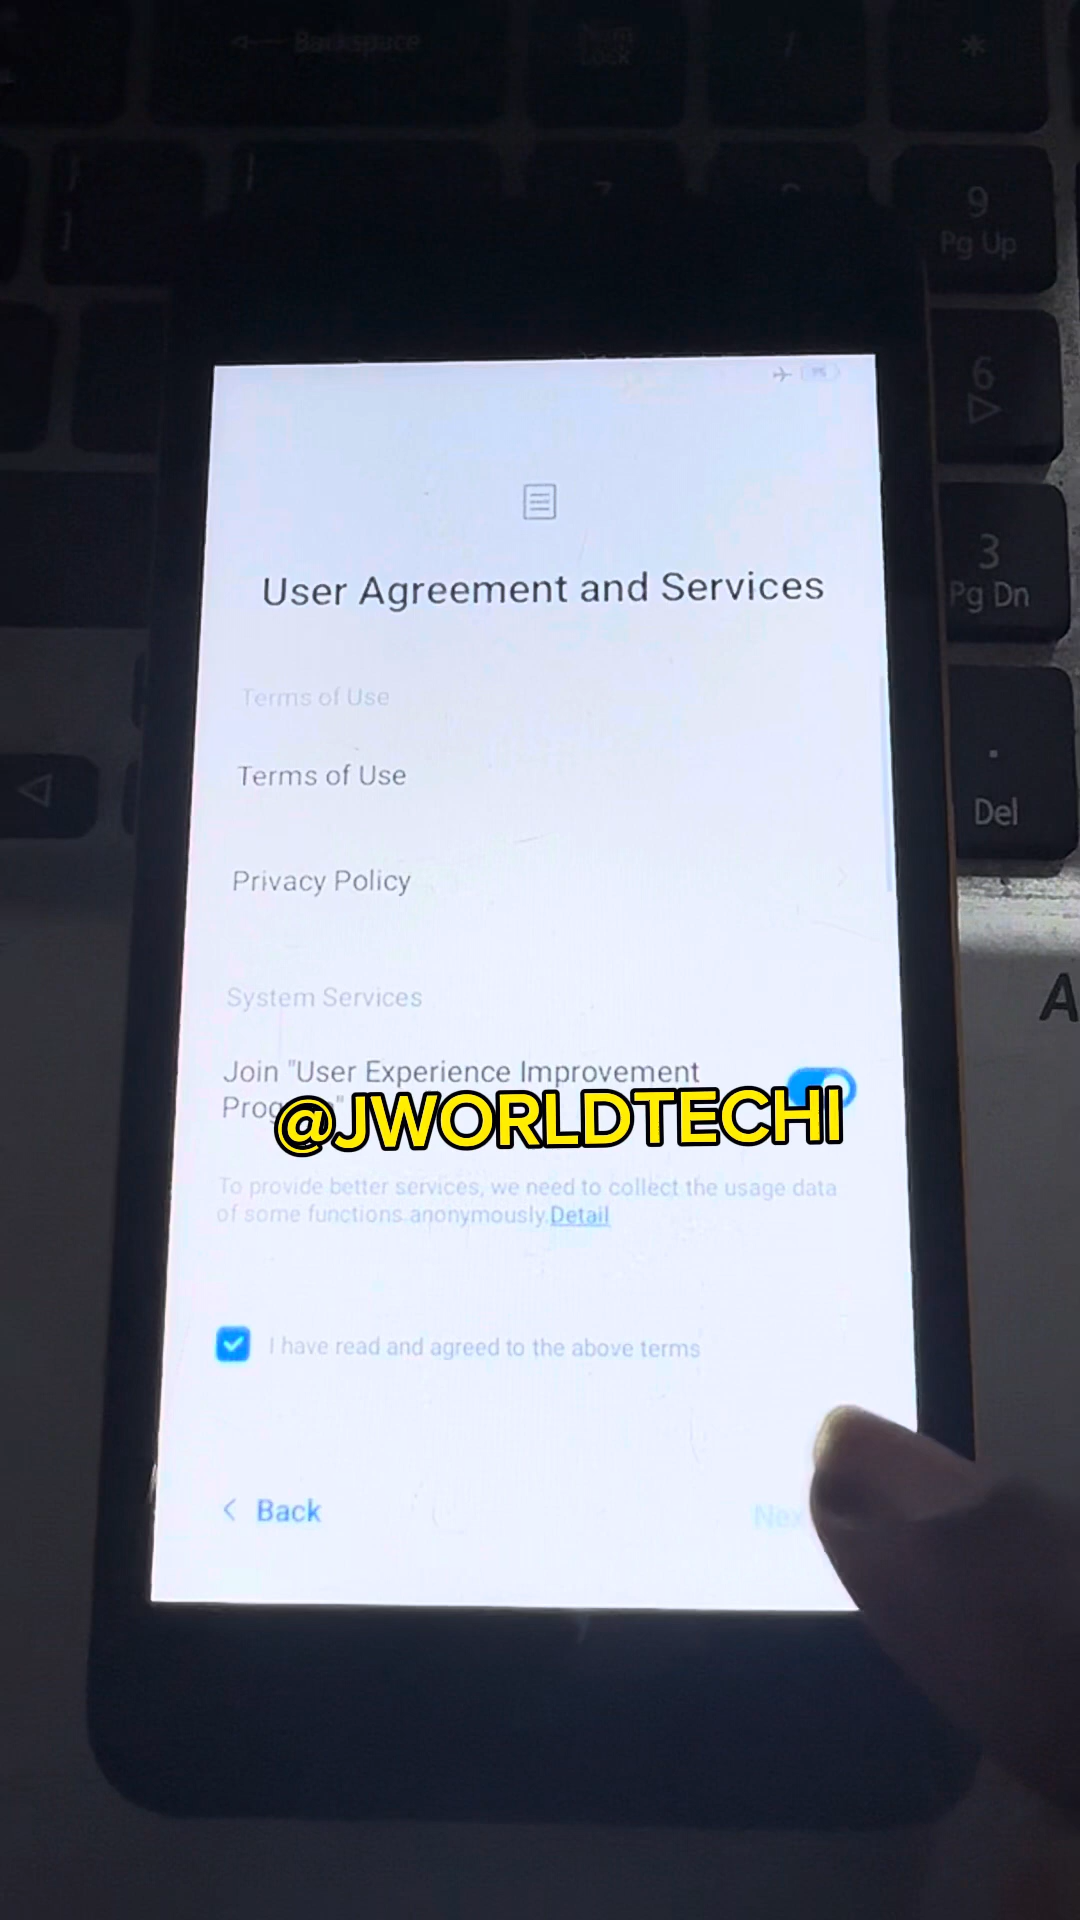 Backspace
Num
Lock
/
*
9
Pg Up
6
3
Pg Dn
.
Del
A
User Agreement and Services
Terms of Use
Terms of Use
Privacy Policy
System Services
Join "User Experience Improvement
@JWORLDTECHI
To provide better services, we need to collect the usage data
of some functions anonymously.Detail
I have read and agreed to the above terms
< Back